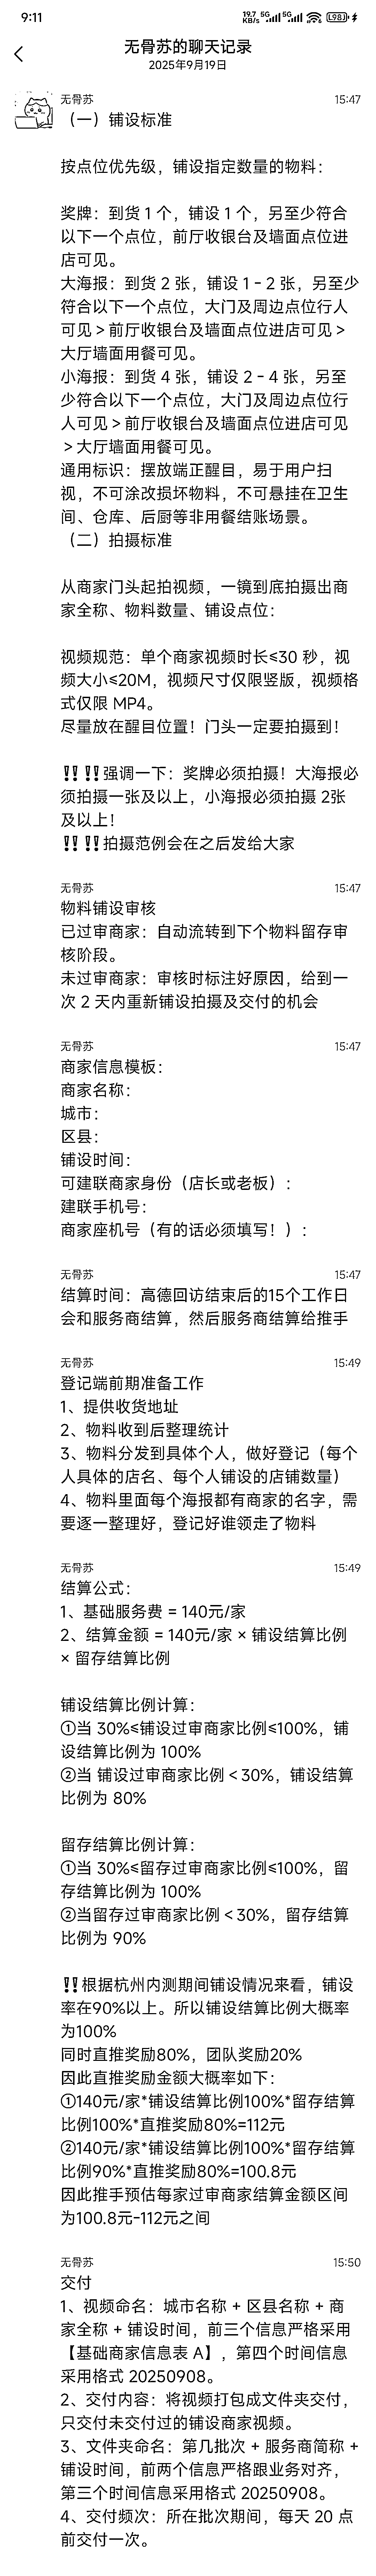 9:11
19.7 KB/s 5G 5G 98
无骨苏的聊天记录
2025年9月19日
无骨苏 15:47
（一）铺设标准
按点位优先级，铺设指定数量的物料：
奖牌：到货 1 个，铺设 1 个，另至少符合
以下一个点位，前厅收银台及墙面点位进
店可见。
大海报：到货 2 张，铺设 1 - 2 张，另至少
符合以下一个点位，大门及周边点位行人
可见 > 前厅收银台及墙面点位进店可见 >
大厅墙面用餐可见。
小海报：到货 4 张，铺设 2 - 4 张，另至
少符合以下一个点位，大门及周边点位行
人可见 > 前厅收银台及墙面点位进店可见
> 大厅墙面用餐可见。
通用标识：摆放端正醒目，易于用户扫
视，不可涂改损坏物料，不可悬挂在卫生
间、仓库、后厨等非用餐结账场景。
（二）拍摄标准
从商家门头起拍视频，一镜到底拍摄出商
家全称、物料数量、铺设点位：
视频规范：单个商家视频时长≤30 秒，视
频大小≤20M，视频尺寸仅限竖版，视频格
式仅限 MP4。
尽量放在醒目位置！门头一定要拍摄到！
‼️‼️强调一下：奖牌必须拍摄！大海报必
须拍摄一张及以上，小海报必须拍摄 2张
及以上！
‼️‼️拍摄范例会在之后发给大家
无骨苏 15:47
物料铺设审核
已过审商家：自动流转到下个物料留存审
核阶段。
未过审商家：审核时标注好原因，给到一
次 2 天内重新铺设拍摄及交付的机会
无骨苏 15:47
商家信息模板：
商家名称：
城市：
区县：
铺设时间：
可建联商家身份（店长或老板）：
建联手机号：
商家座机号（有的话必须填写！）：
无骨苏 15:47
结算时间：高德回访结束后的15个工作日
会和服务商结算，然后服务商结算给推手
无骨苏 15:49
登记端前期准备工作
1、提供收货地址
2、物料收到后整理统计
3、物料分发到具体个人，做好登记（每个
人具体的店名、每个人铺设的店铺数量）
4、物料里面每个海报都有商家的名字，需
要逐一整理好，登记好谁领走了物料
无骨苏 15:49
结算公式：
1、基础服务费 = 140元/家
2、结算金额 = 140元/家 × 铺设结算比例
× 留存结算比例
铺设结算比例计算：
①当 30%≤铺设过审商家比例≤100%，铺
设结算比例为 100%
②当 铺设过审商家比例 < 30%，铺设结算
比例为 80%
留存结算比例计算：
①当 30%≤留存过审商家比例≤100%，留
存结算比例为 100%
②当留存过审商家比例 < 30%，留存结算
比例为 90%
‼️根据杭州内测期间铺设情况来看，铺设
率在90%以上。所以铺设结算比例大概率
为100%
同时直推奖励80%，团队奖励20%
因此直推奖励金额大概率如下：
①140元/家*铺设结算比例100%*留存结算
比例100%*直推奖励80%=112元
②140元/家*铺设结算比例100%*留存结算
比例90%*直推奖励80%=100.8元
因此推手预估每家过审商家结算金额区间
为100.8元-112元之间
无骨苏 15:50
交付
1、视频命名：城市名称 + 区县名称 + 商
家全称 + 铺设时间，前三个信息严格采用
【基础商家信息表 A】，第四个时间信息
采用格式 20250908。
2、交付内容：将视频打包成文件夹交付，
只交付未交付过的铺设商家视频。
3、文件夹命名：第几批次 + 服务商简称 +
铺设时间，前两个信息严格跟业务对齐，
第三个时间信息采用格式 20250908。
4、交付频次：所在批次期间，每天 20 点
前交付一次。